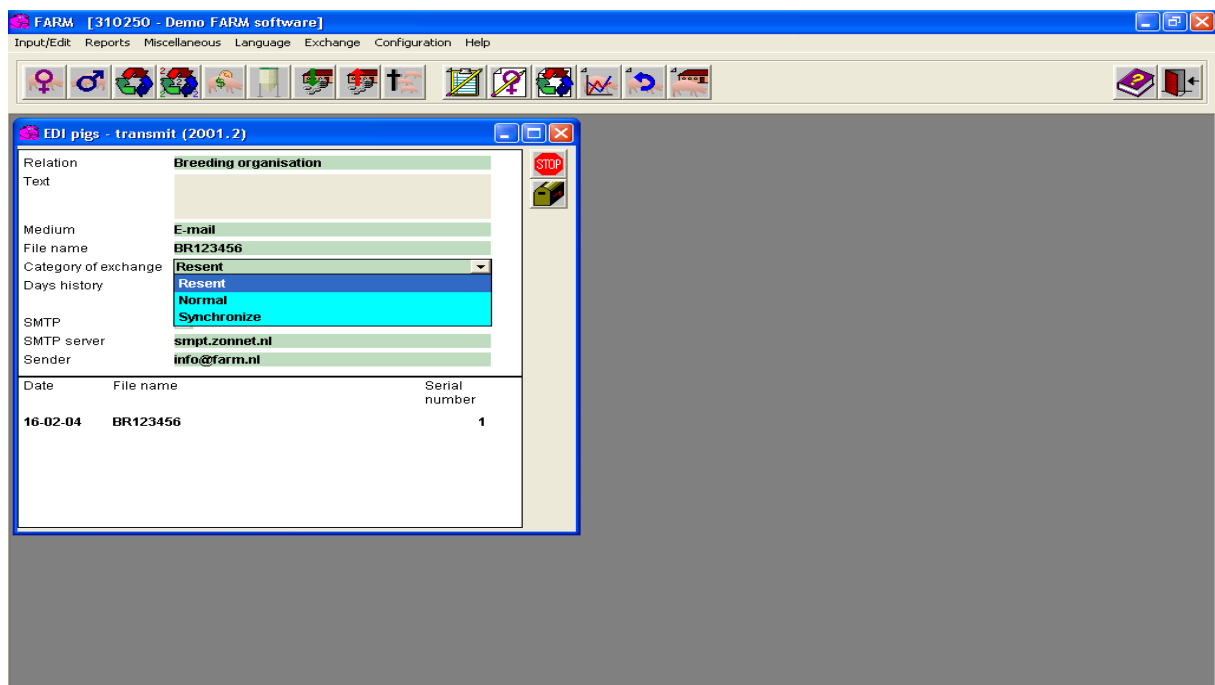 FARM [310250 - Demo FARM software]
Input/Edit Reports Miscellaneous Language Exchange Configuration Help
EDI pigs - transmit (2001.2)
Relation Breeding organisation
STOP
Text
Medium E-mail
File name BR123456
Category of exchange Resent
Days history Resent
Normal
Synchronize
SMTP
SMTP server smpt.zonnet.nl
Sender info@farm.nl
Date File name Serial number
16-02-04 BR123456 1